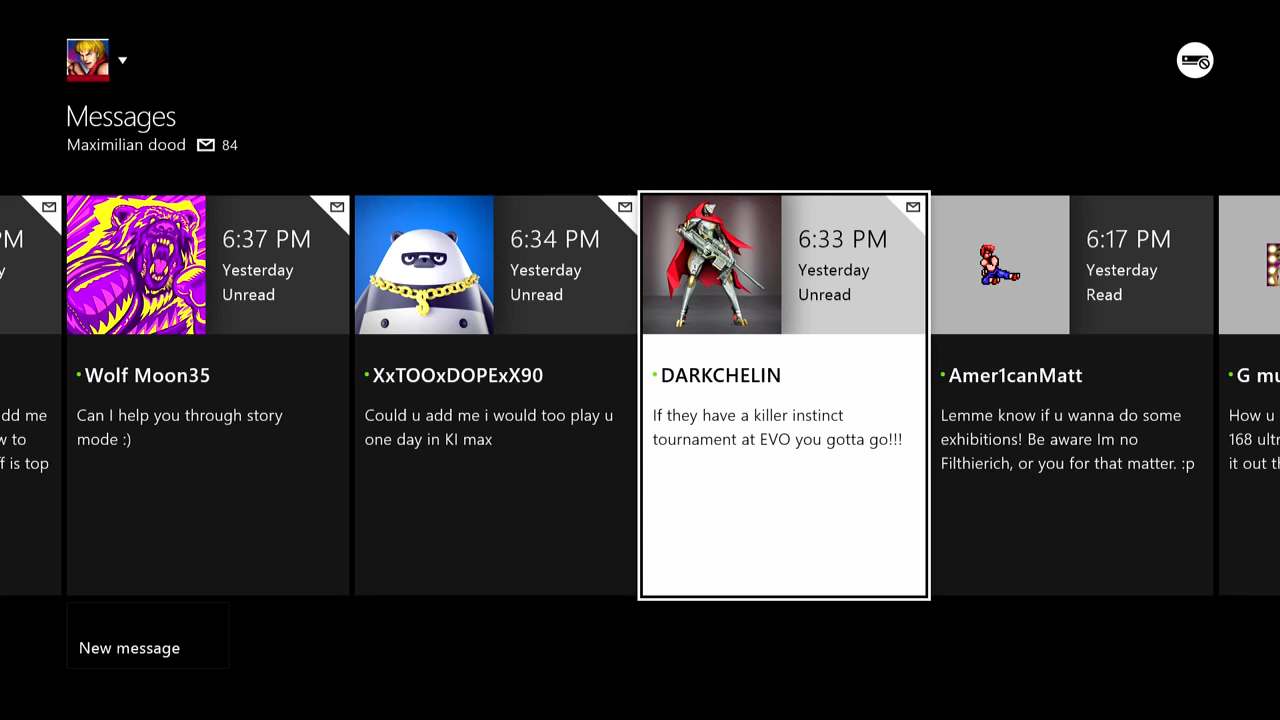 Messages
Maximilian dood 84
PM
y
dd me
w to
ff is top
6:37 PM
Yesterday
Unread
Wolf Moon35
Can I help you through story
mode :)
6:34 PM
Yesterday
Unread
XxTOOxDOPExX90
Could u add me i would too play u
one day in KI max
6:33 PM
Yesterday
Unread
DARKCHELIN
If they have a killer instinct
tournament at EVO you gotta go!!!
6:17 PM
Yesterday
Read
Amer1canMatt
Lemme know if u wanna do some
exhibitions! Be aware Im no
Filthierich, or you for that matter. :p
G mu
How u
168 ultr
it out th
New message